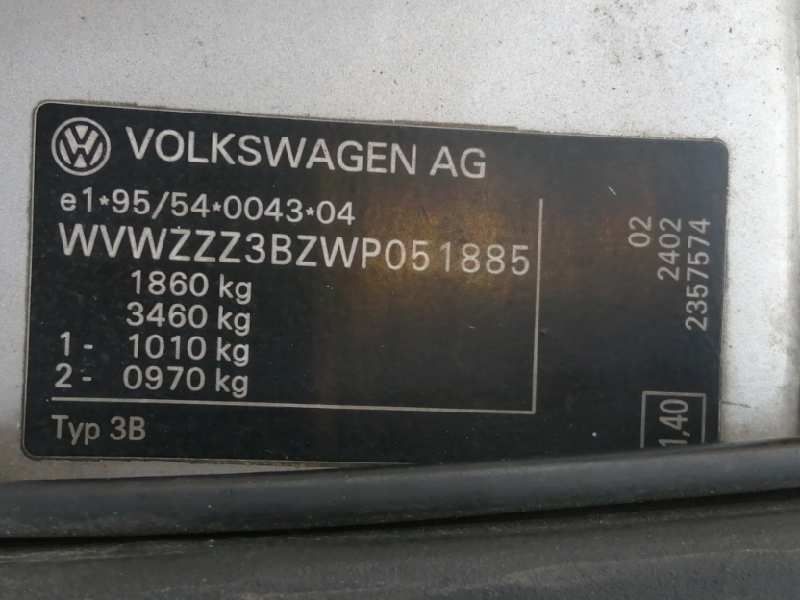 VOLKSWAGEN AG
e1*95/54*0043*04
WVWZZZ3BZWP051885
1860 kg
3460 kg
1 - 1010 kg
2 - 0970 kg
Typ 3B
02
2402
2357574
1,40